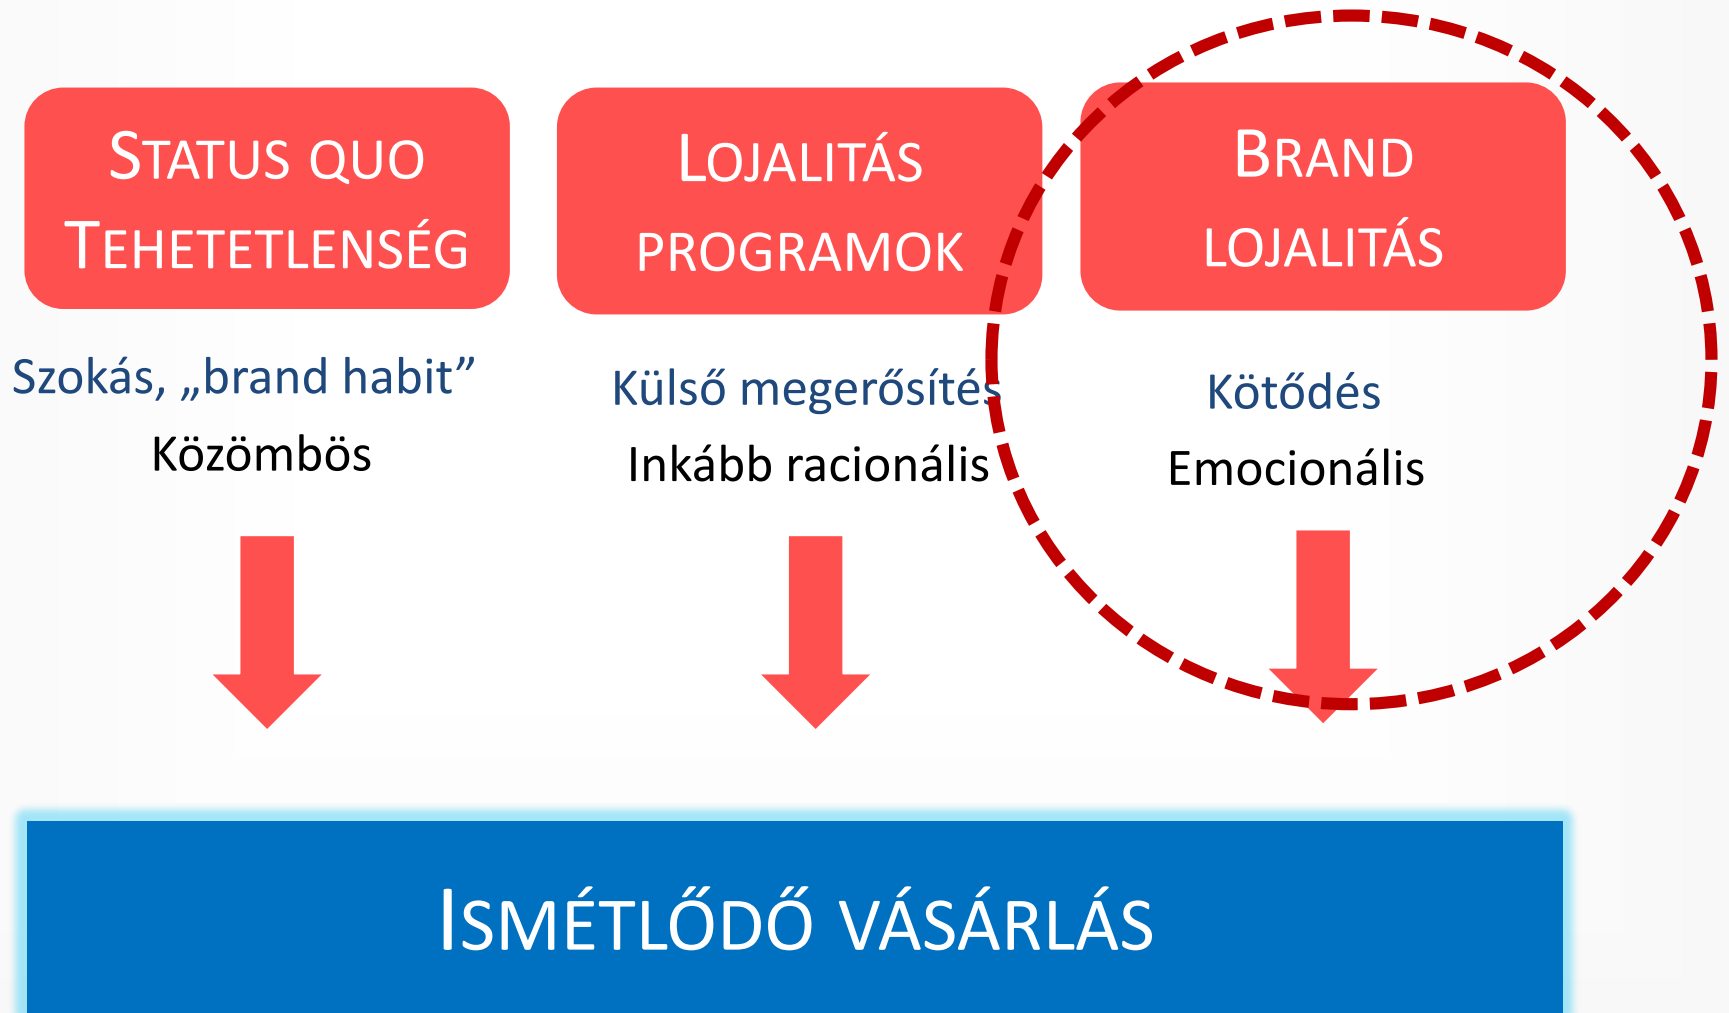 STATUS QUO
TEHETETLENSÉG
Szokás, „brand habit”
Közömbös
LOJALITÁS
PROGRAMOK
Külső megerősítés
Inkább racionális
BRAND
LOJALITÁS
Kötődés
Emocionális
ISMÉTLŐDŐ VÁSÁRLÁS